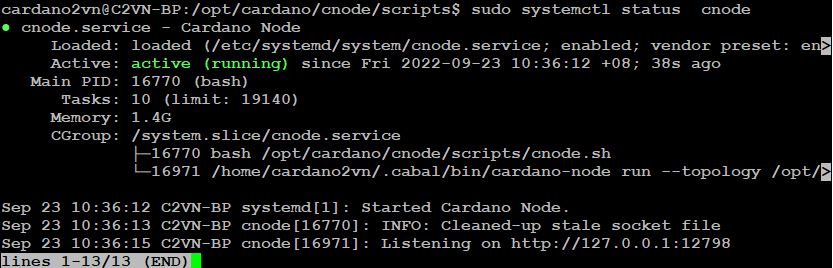 cardano2vn@C2VN-BP:/opt/cardano/cnode/scripts$ sudo systemctl status  cnode
● cnode.service - Cardano Node
     Loaded: loaded (/etc/systemd/system/cnode.service; enabled; vendor preset: en>
     Active: active (running) since Fri 2022-09-23 10:36:12 +08; 38s ago
   Main PID: 16770 (bash)
      Tasks: 10 (limit: 19140)
     Memory: 1.4G
     CGroup: /system.slice/cnode.service
             ├─16770 bash /opt/cardano/cnode/scripts/cnode.sh
             └─16971 /home/cardano2vn/.cabal/bin/cardano-node run --topology /opt/>
Sep 23 10:36:12 C2VN-BP systemd[1]: Started Cardano Node.
Sep 23 10:36:13 C2VN-BP cnode[16770]: INFO: Cleaned-up stale socket file
Sep 23 10:36:15 C2VN-BP cnode[16971]: Listening on http://127.0.0.1:12798
lines 1-13/13 (END)